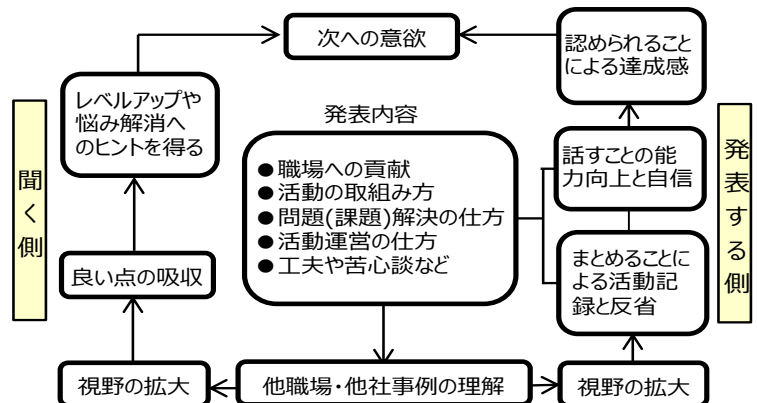 次への意欲
認められること
による達成感
レベルアップや
悩み解消へ
のヒントを得る
発表内容
●職場への貢献
●活動の取組み方
●問題(課題)解決の仕方
●活動運営の仕方
●工夫や苦心談など
話すことの能
力向上と自信
聞く側
発表する側
良い点の吸収
まとめることに
よる活動記
録と反省
視野の拡大
他職場・他社事例の理解
視野の拡大